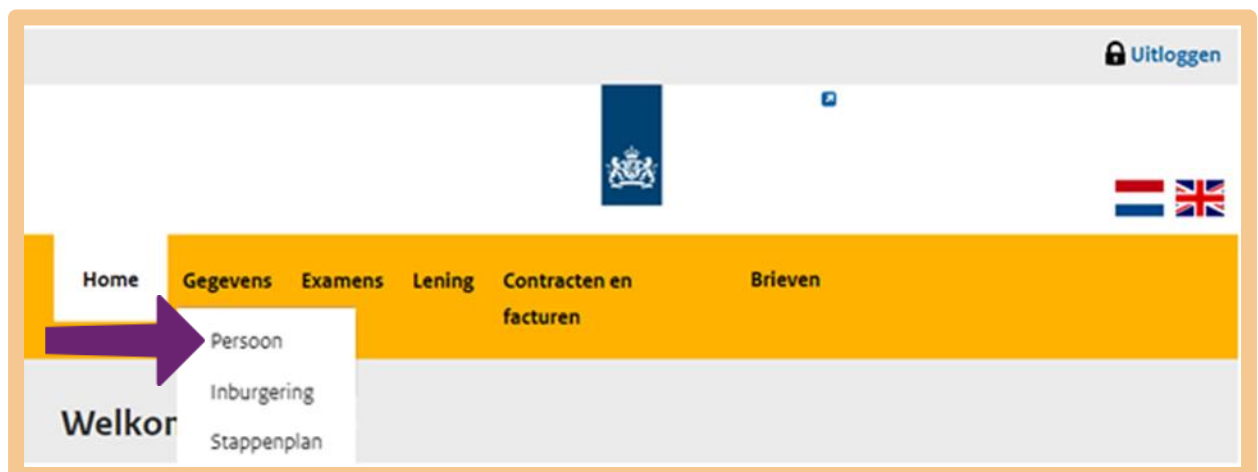 Uitloggen
Home Gegevens Examens Lening Contracten en Brieven
facturen
Persoon
Inburgering
Welkom
Stappenplan